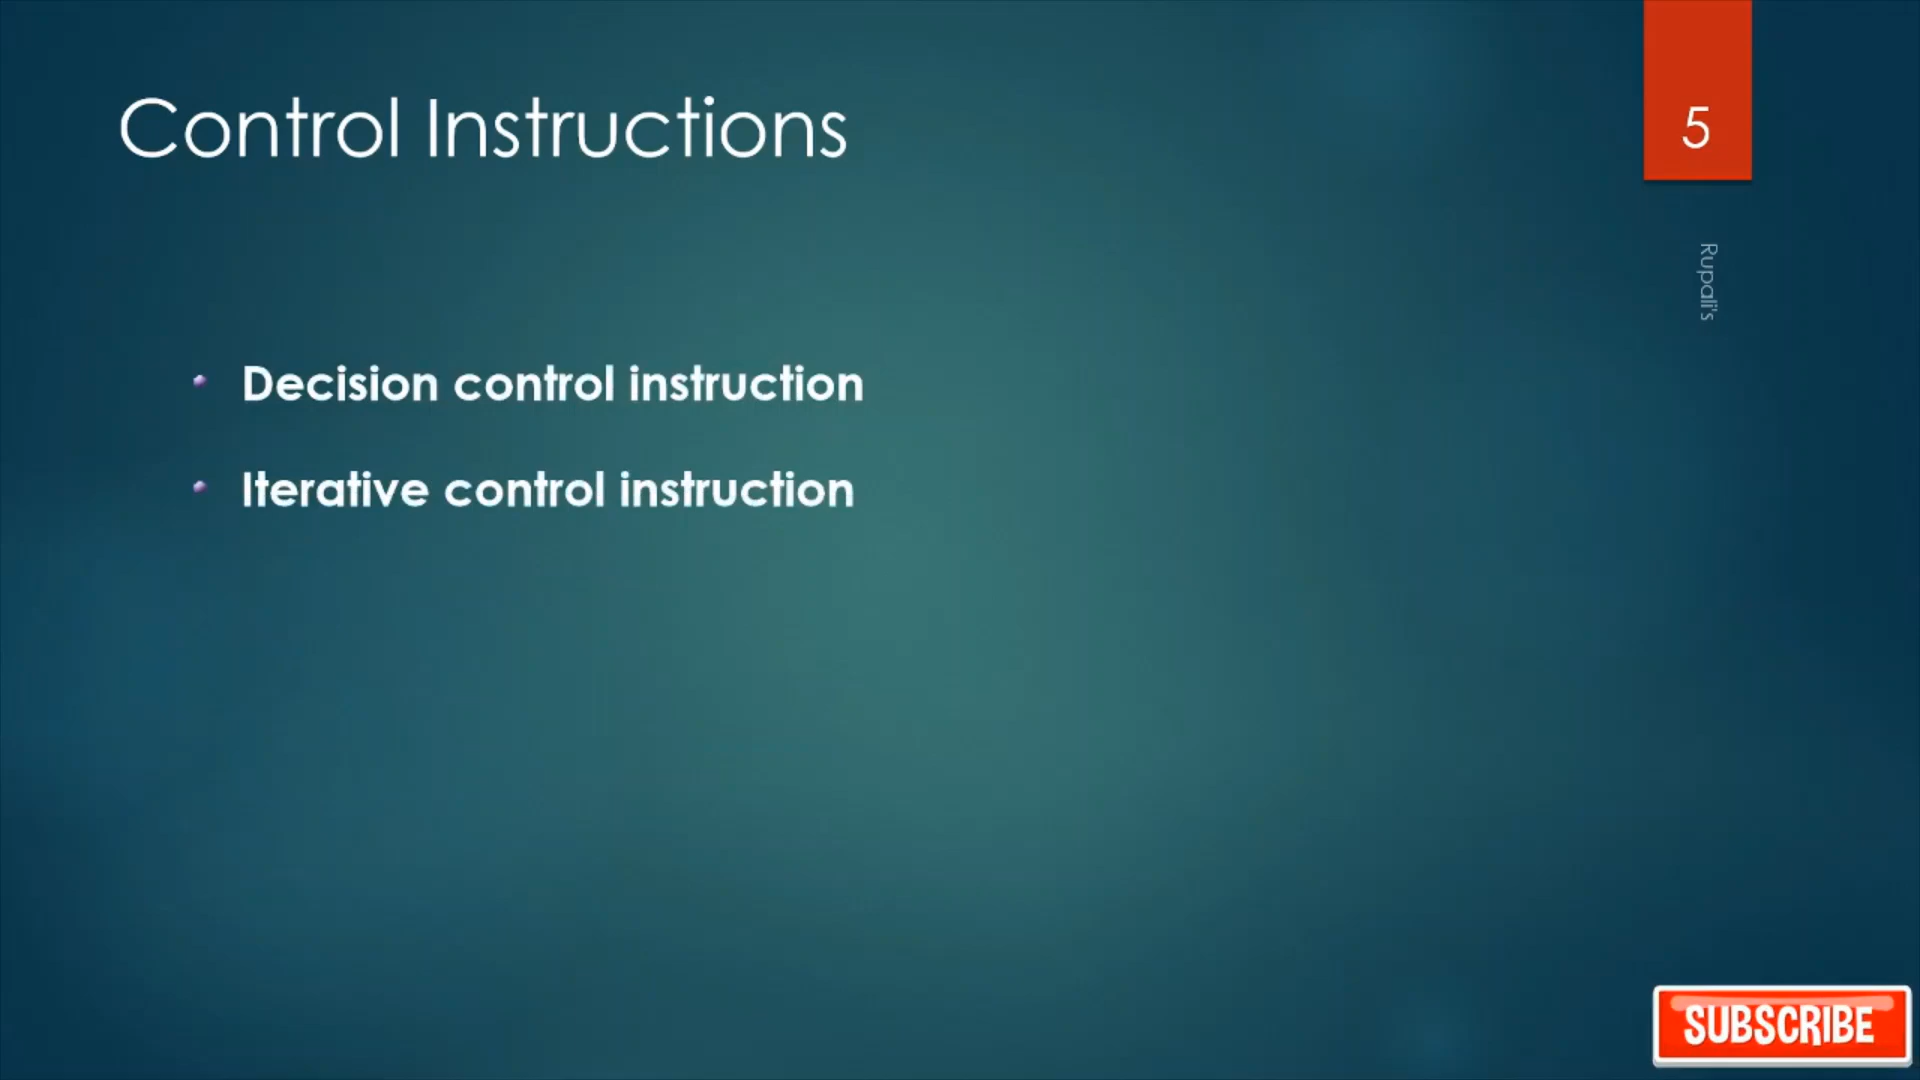 Control Instructions
5
Rupali's
Decision control instruction
Iterative control instruction
SUBSCRIBE